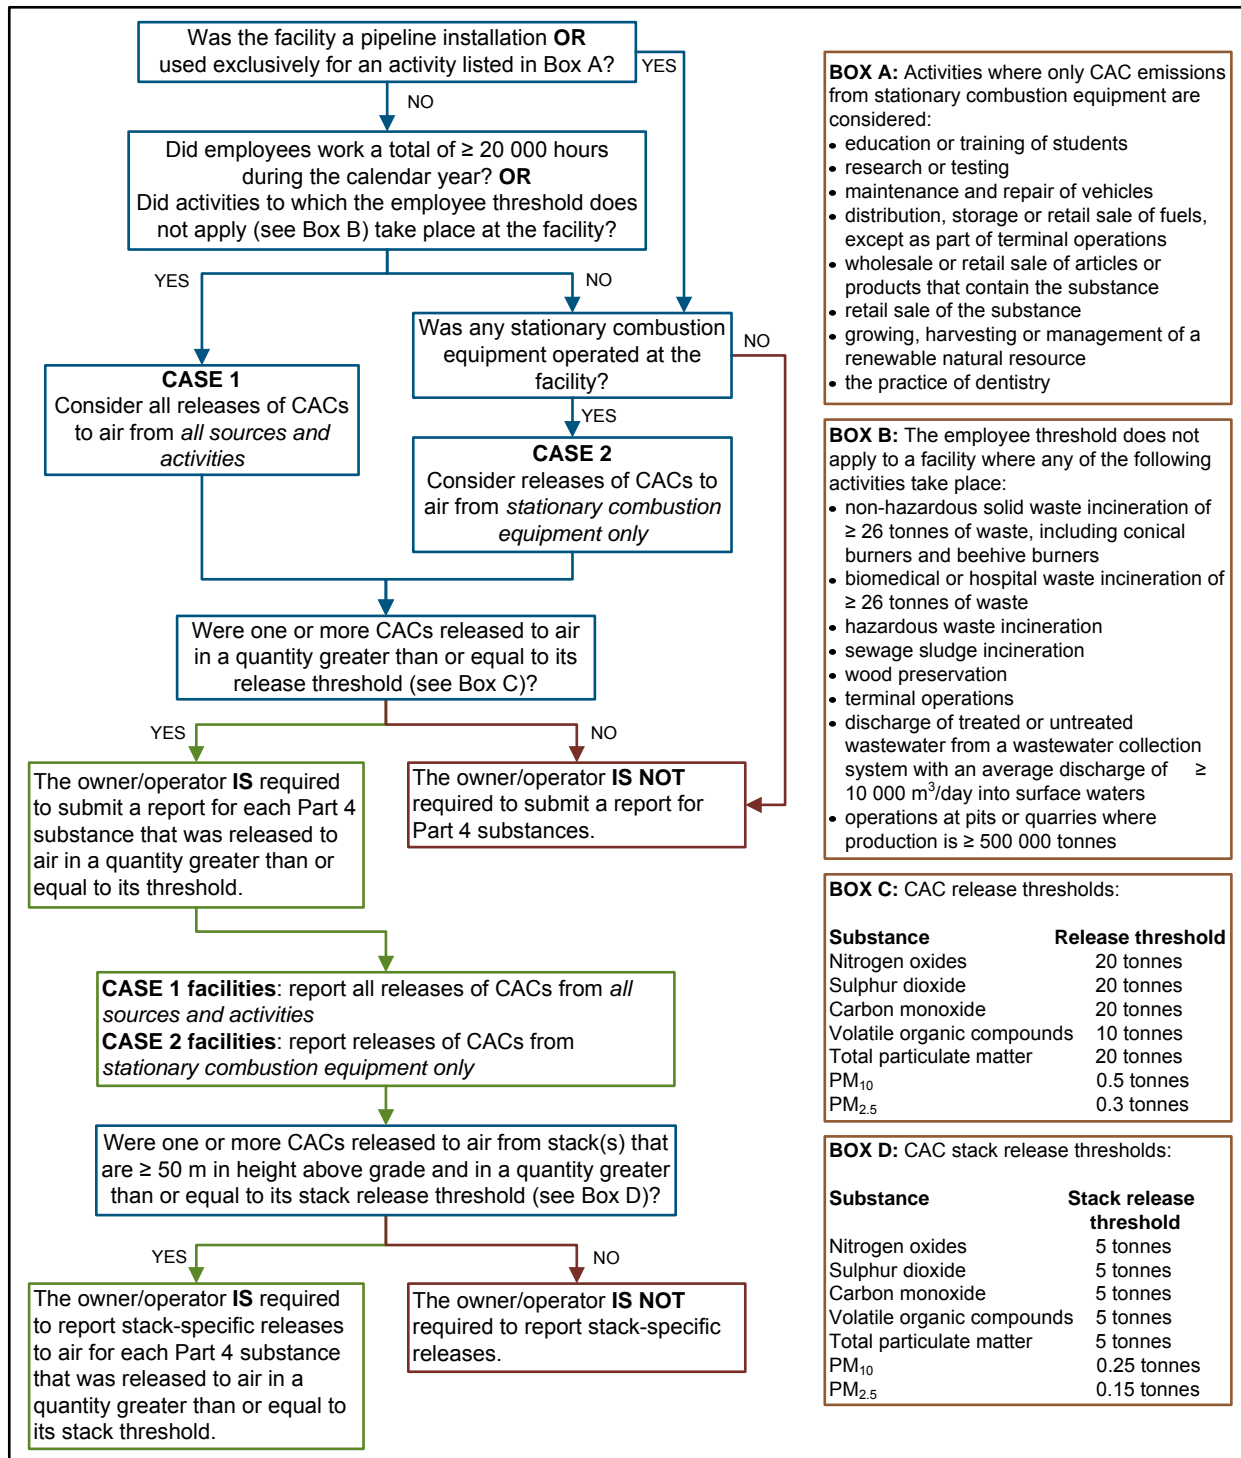 Was the facility a pipeline installation OR
used exclusively for an activity listed in Box A?
YES
NO
Did employees work a total of ≥ 20 000 hours
during the calendar year? OR
Did activities to which the employee threshold does
not apply (see Box B) take place at the facility?
YES
NO
Was any stationary combustion
equipment operated at the
facility?
NO
YES
CASE 1
Consider all releases of CACs
to air from all sources and
activities
CASE 2
Consider releases of CACs to
air from stationary combustion
equipment only
Were one or more CACs released to air
in a quantity greater than or equal to its
release threshold (see Box C)?
YES
NO
The owner/operator IS required
to submit a report for each Part 4
substance that was released to
air in a quantity greater than or
equal to its threshold.
The owner/operator IS NOT
required to submit a report for
Part 4 substances.
CASE 1 facilities: report all releases of CACs from all
sources and activities
CASE 2 facilities: report releases of CACs from
stationary combustion equipment only
Were one or more CACs released to air from stack(s) that
are ≥ 50 m in height above grade and in a quantity greater
than or equal to its stack release threshold (see Box D)?
YES
NO
The owner/operator IS required
to report stack-specific releases
to air for each Part 4 substance
that was released to air in a
quantity greater than or equal to
its stack threshold.
The owner/operator IS NOT
required to report stack-specific
releases.
BOX A: Activities where only CAC emissions
from stationary combustion equipment are
considered:
• education or training of students
• research or testing
• maintenance and repair of vehicles
• distribution, storage or retail sale of fuels,
except as part of terminal operations
• wholesale or retail sale of articles or
products that contain the substance
• retail sale of the substance
• growing, harvesting or management of a
renewable natural resource
• the practice of dentistry
BOX B: The employee threshold does not
apply to a facility where any of the following
activities take place:
• non-hazardous solid waste incineration of
≥ 26 tonnes of waste, including conical
burners and beehive burners
• biomedical or hospital waste incineration of
≥ 26 tonnes of waste
• hazardous waste incineration
• sewage sludge incineration
• wood preservation
• terminal operations
• discharge of treated or untreated
wastewater from a wastewater collection
system with an average discharge of ≥
10 000 m³/day into surface waters
• operations at pits or quarries where
production is ≥ 500 000 tonnes
BOX C: CAC release thresholds:
Substance Release threshold
Nitrogen oxides 20 tonnes
Sulphur dioxide 20 tonnes
Carbon monoxide 20 tonnes
Volatile organic compounds 10 tonnes
Total particulate matter 20 tonnes
PM₁₀ 0.5 tonnes
PM₂.₅ 0.3 tonnes
BOX D: CAC stack release thresholds:
Substance Stack release
threshold
Nitrogen oxides 5 tonnes
Sulphur dioxide 5 tonnes
Carbon monoxide 5 tonnes
Volatile organic compounds 5 tonnes
Total particulate matter 5 tonnes
PM₁₀ 0.25 tonnes
PM₂.₅ 0.15 tonnes